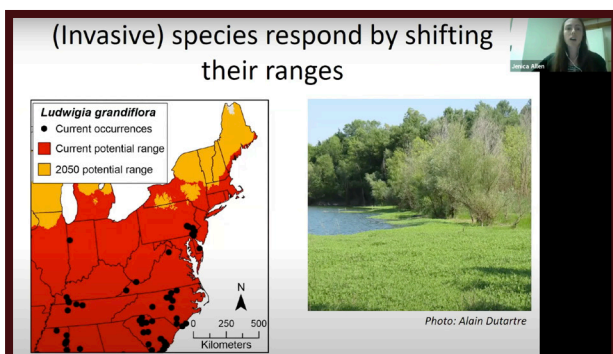 (Invasive) species respond by shifting
their ranges
Jenica Allen
Ludwigia grandiflora
Current occurrences
Current potential range
2050 potential range
N
0 250 500
Kilometers
Photo: Alain Dutartre